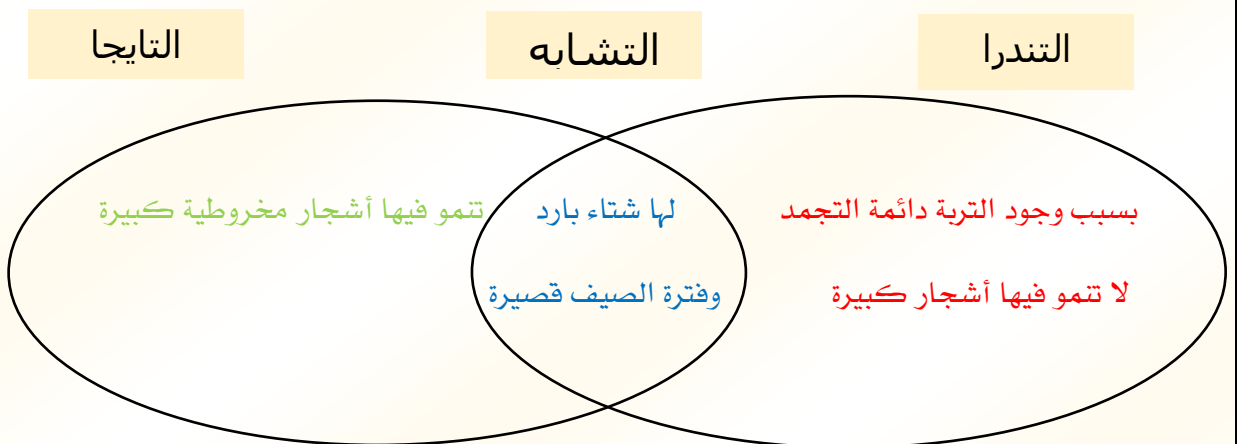 التندرا
التشابه
التايجا
بسبب وجود التربة دائمة التجمد
لا تنمو فيها أشجار كبيرة
لها شتاء بارد
وفترة الصيف قصيرة
تنمو فيها أشجار مخروطية كبيرة